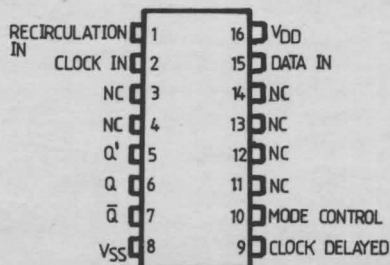 RECIRCULATION IN 1 16 VDD
CLOCK IN 2 15 DATA IN
NC 3 14 NC
NC 4 13 NC
Q' 5 12 NC
Q 6 11 NC
Q̄ 7 10 MODE CONTROL
VSS 8 9 CLOCK DELAYED